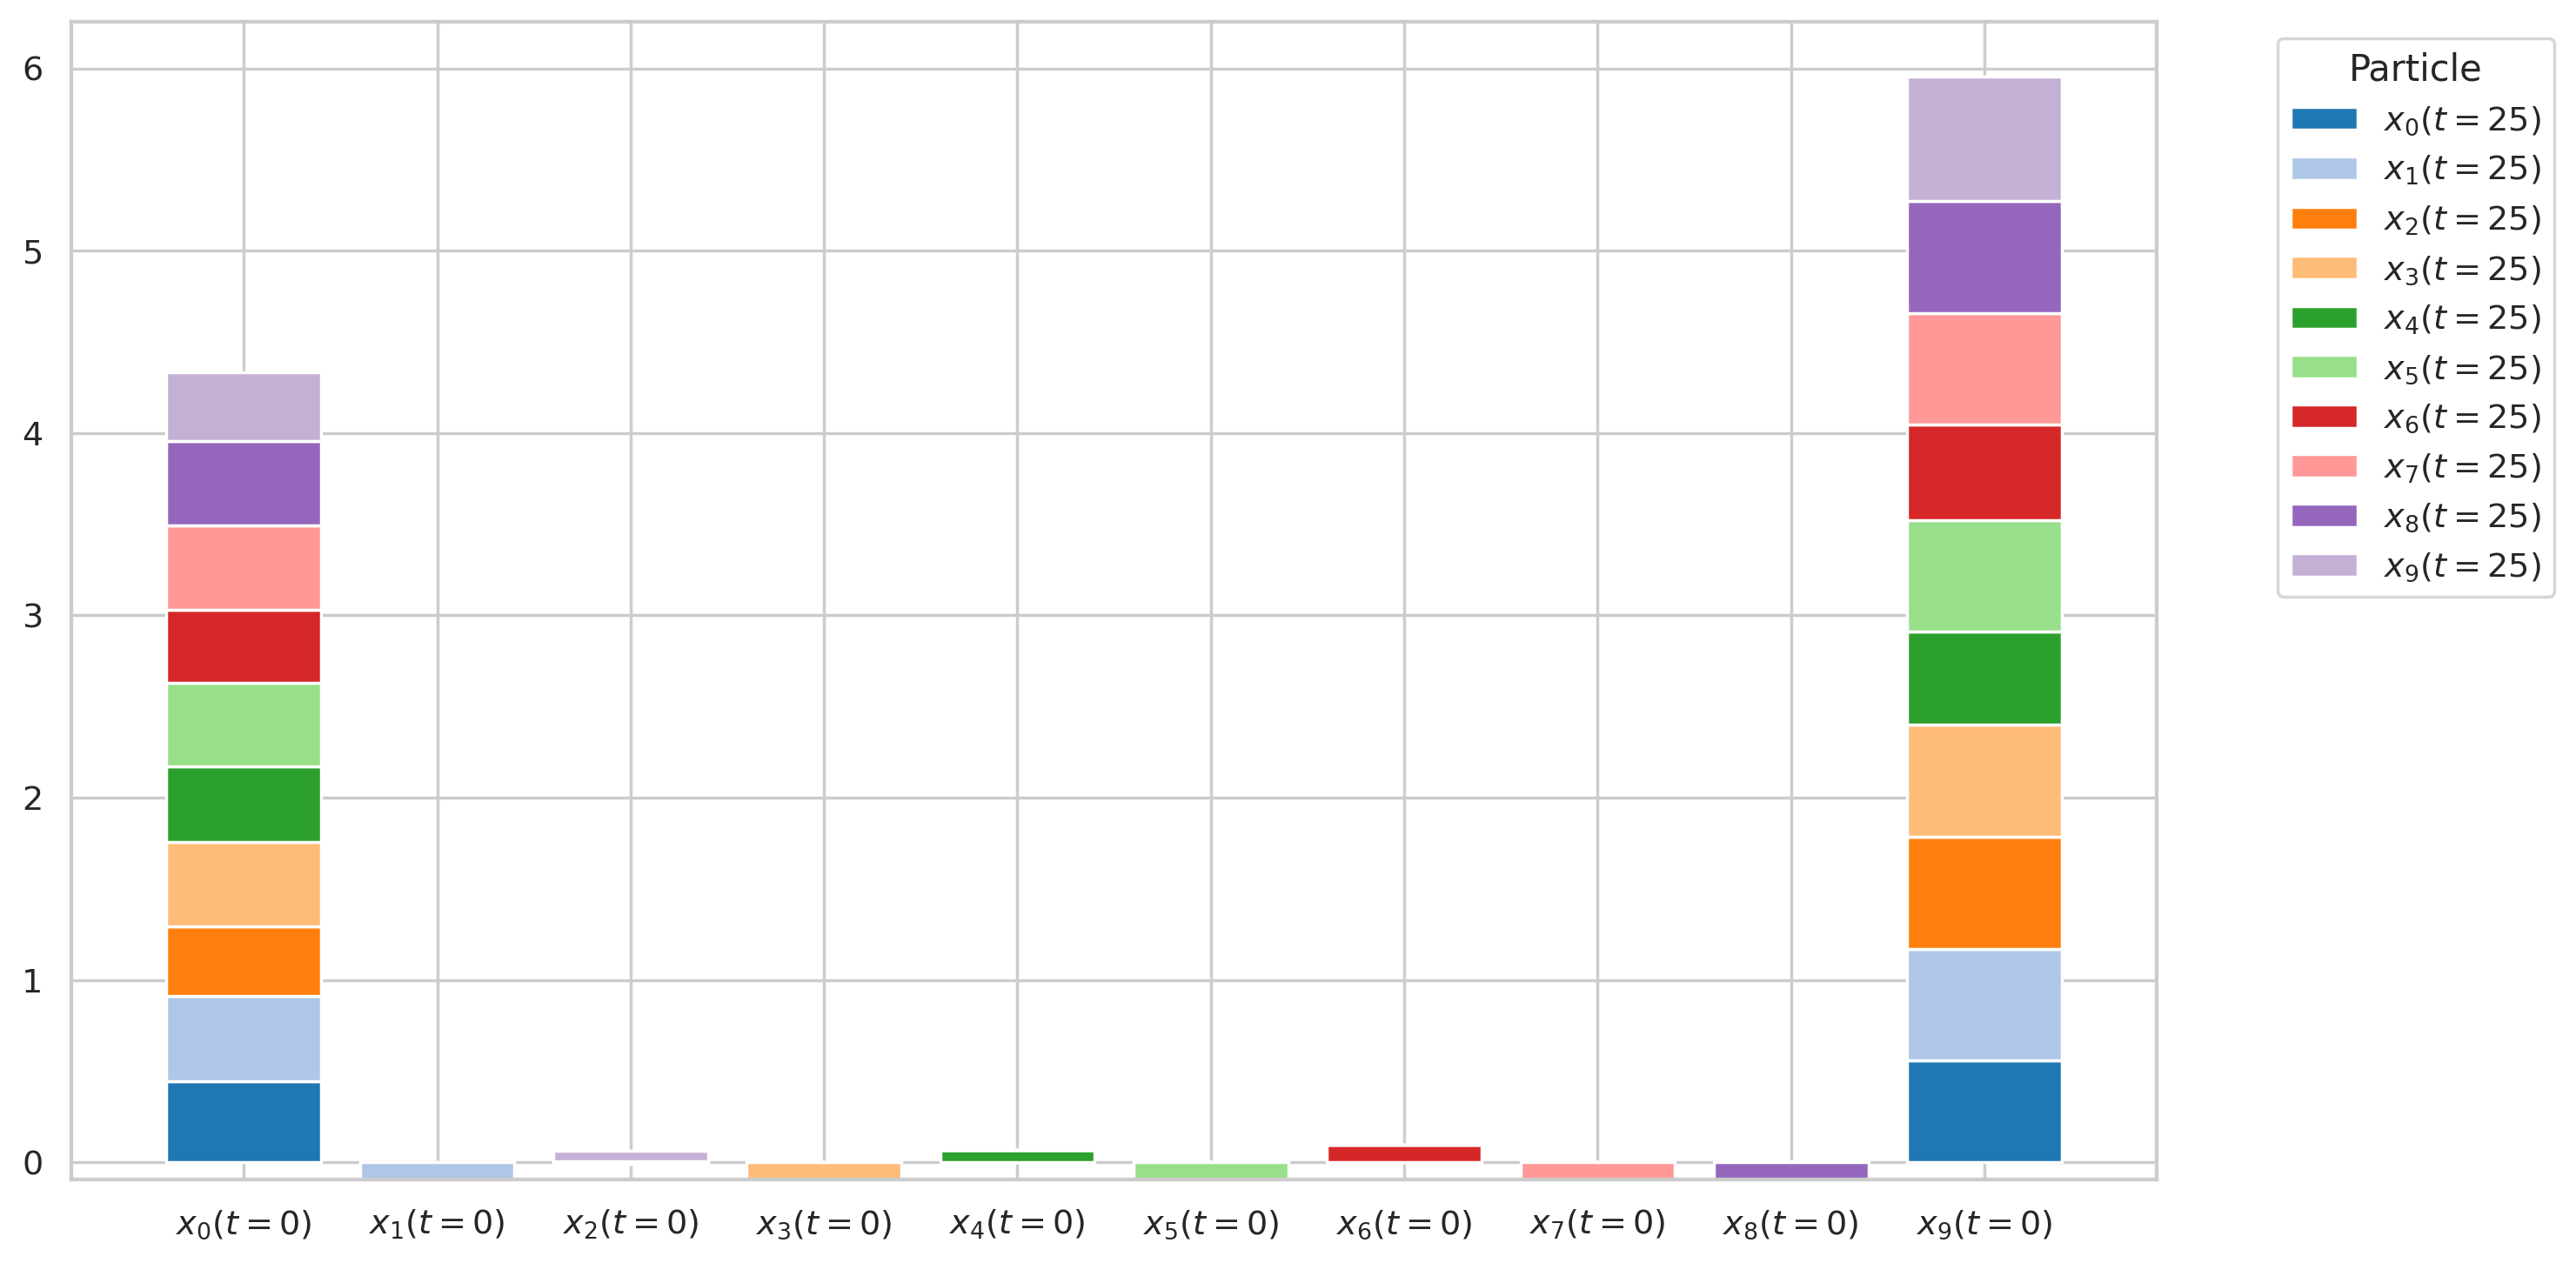 6
5
4
3
2
1
0
x₀(t = 0)
x₁(t = 0)
x₂(t = 0)
x₃(t = 0)
x₄(t = 0)
x₅(t = 0)
x₆(t = 0)
x₇(t = 0)
x₈(t = 0)
x₉(t = 0)
Particle
x₀(t = 25)
x₁(t = 25)
x₂(t = 25)
x₃(t = 25)
x₄(t = 25)
x₅(t = 25)
x₆(t = 25)
x₇(t = 25)
x₈(t = 25)
x₉(t = 25)